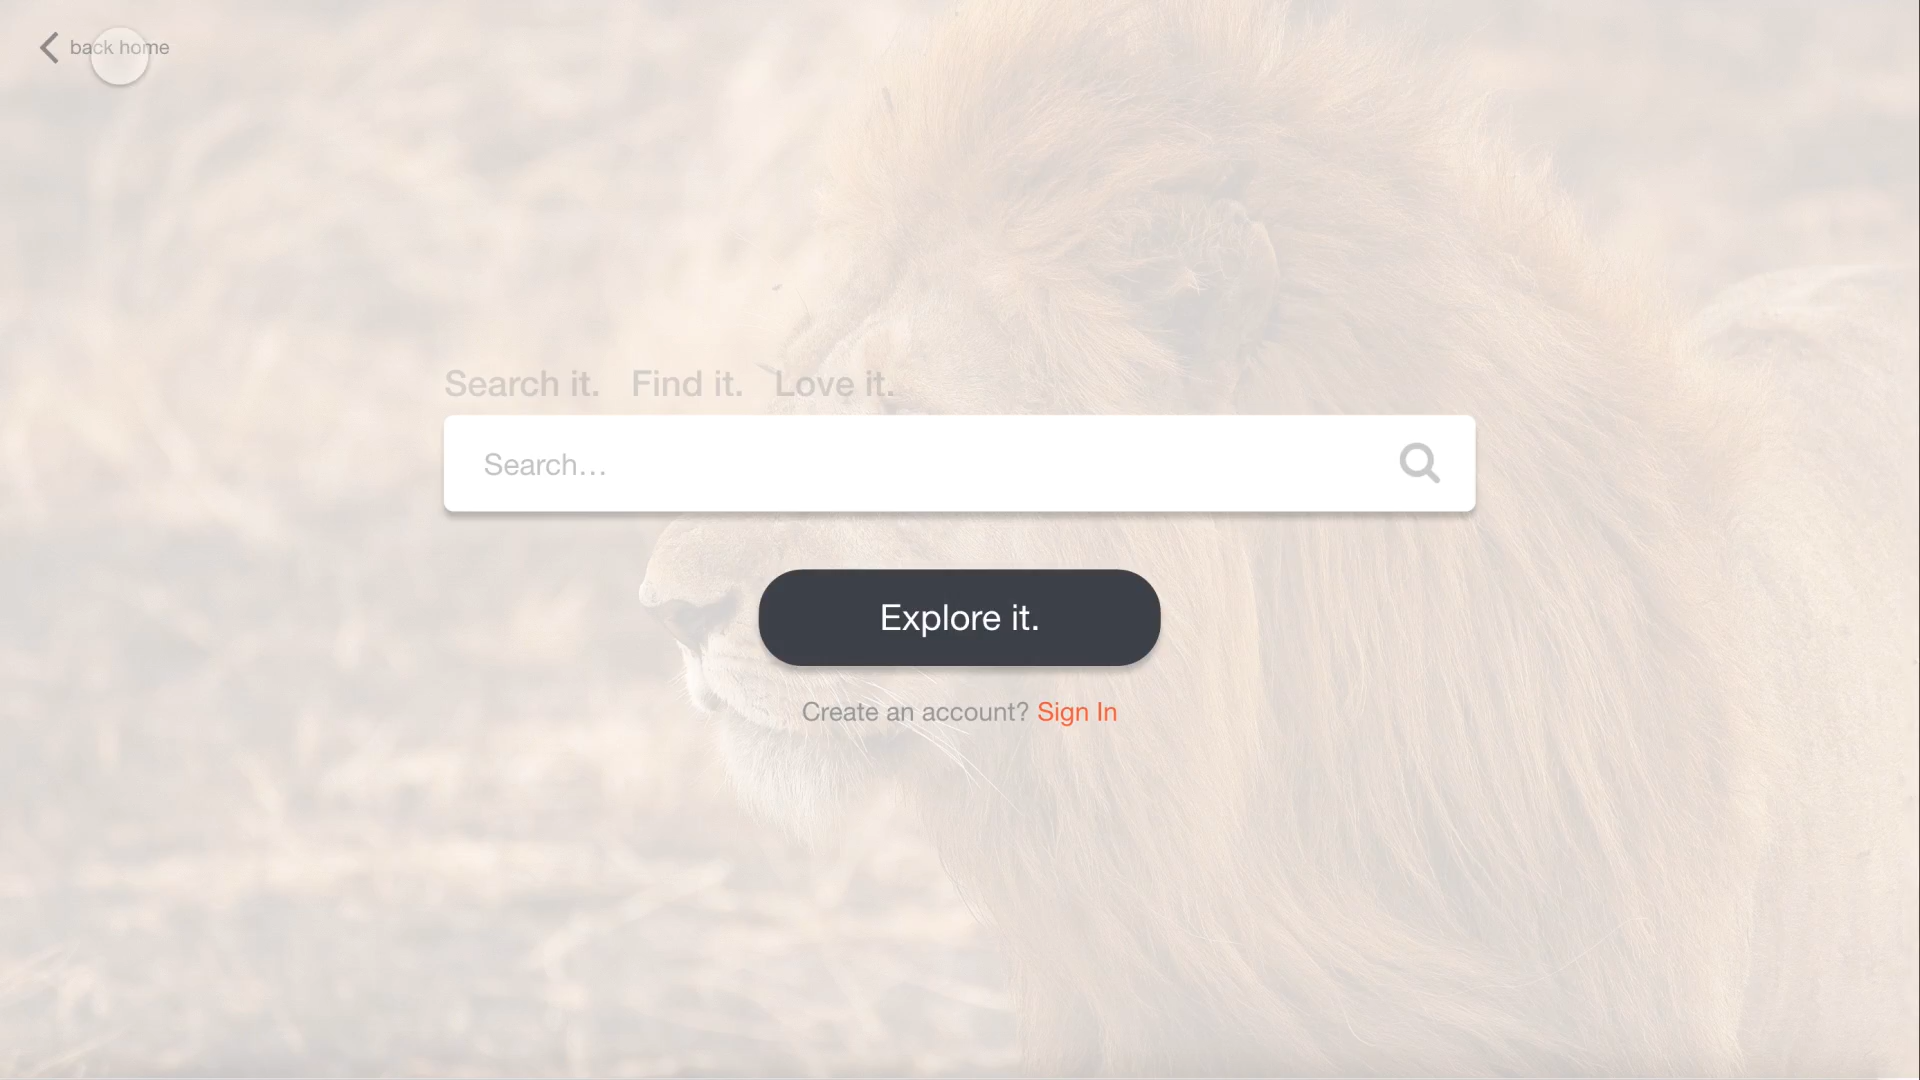 back home
Search it. Find it. Love it.
Search...
Explore it.
Create an account? Sign In